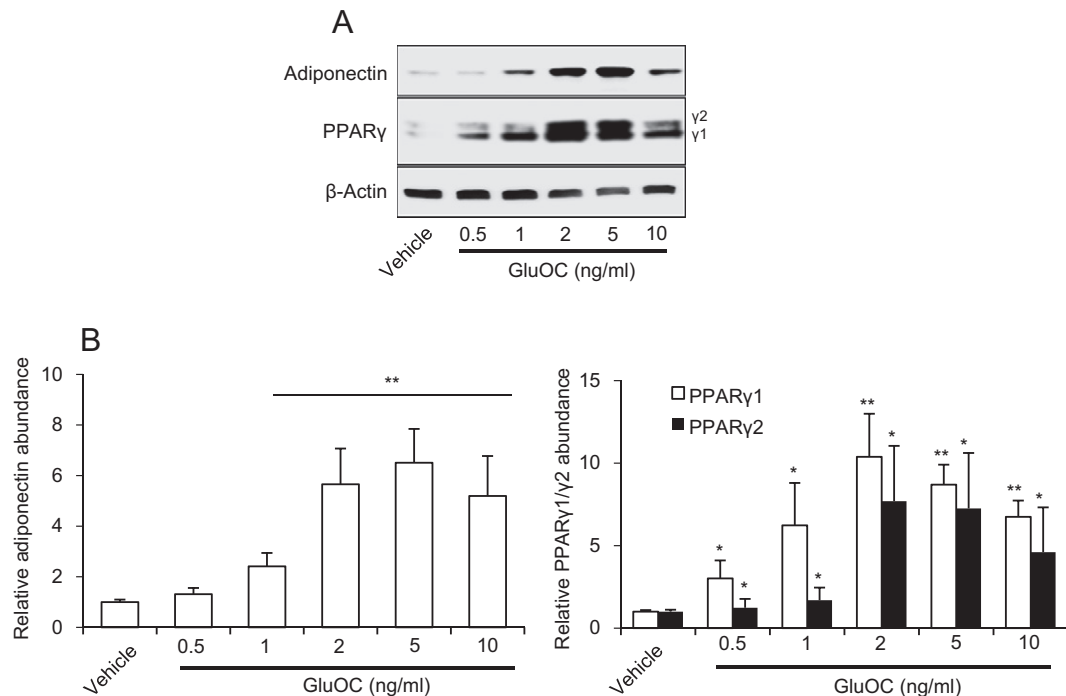 A
Adiponectin
PPARγ
γ2
γ1
β-Actin
Vehicle
0.5 1 2 5 10
GluOC (ng/ml)
B
Relative adiponectin abundance
10
8
6
4
2
0
**
Vehicle
0.5 1 2 5 10
GluOC (ng/ml)
Relative PPARγ1/γ2 abundance
15
10
5
0
PPARγ1
PPARγ2
* * * * ** * ** * ** *
Vehicle
0.5 1 2 5 10
GluOC (ng/ml)